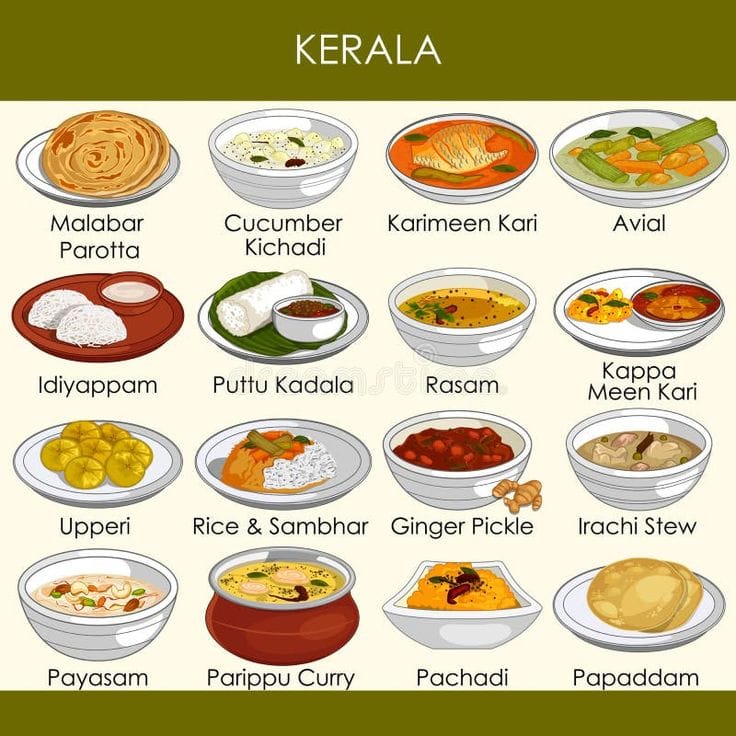 KERALA
Malabar
Parotta
Cucumber
Kichadi
Karimeen Kari
Avial
Idiyappam
Puttu Kadala
Rasam
Kappa
Meen Kari
Upperi
Rice & Sambhar
Ginger Pickle
Irachi Stew
Payasam
Parippu Curry
Pachadi
Papaddam
dreamstime